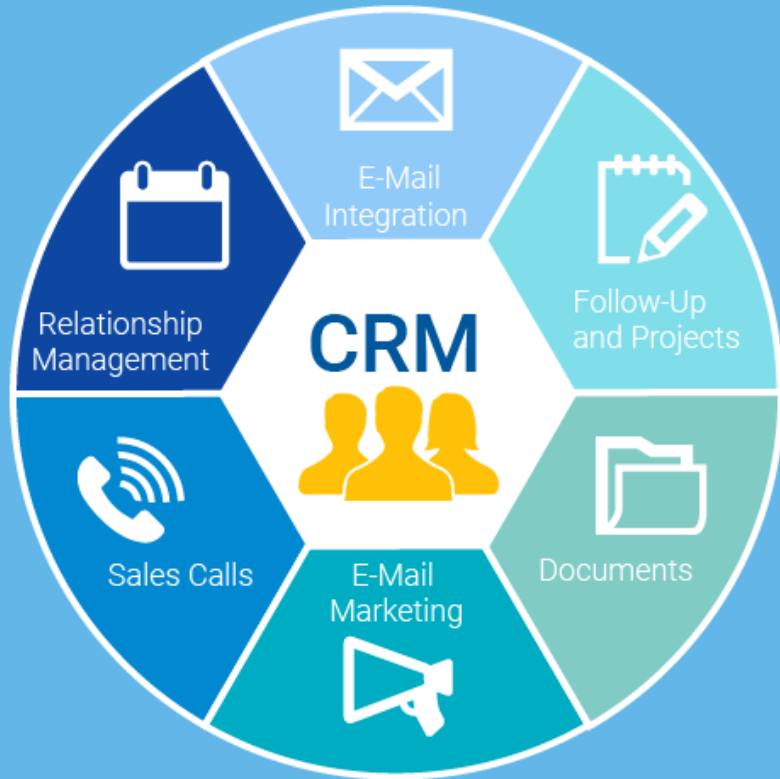 E-Mail
Integration
Follow-Up
and Projects
Relationship
Management
CRM
Sales Calls
E-Mail
Marketing
Documents